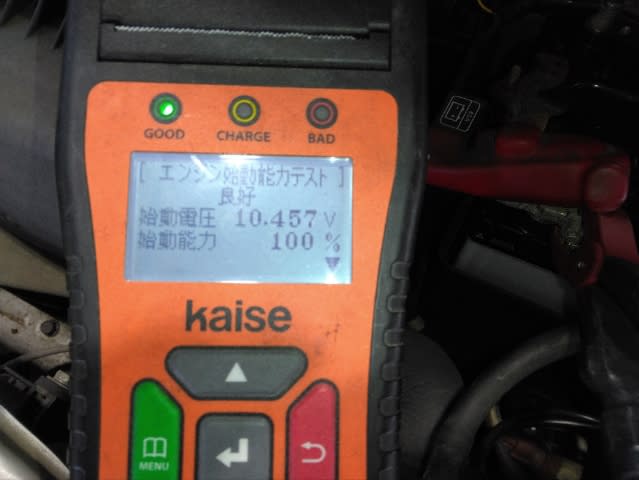 GOOD CHARGE BAD
[ エンジン始動能力テスト ]
良好
始動電圧 10.457 V
始動能力 100 %
kaise
MENU